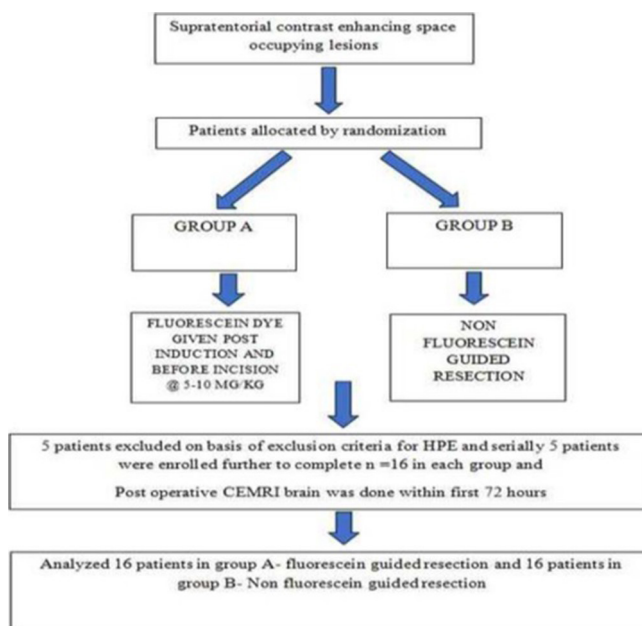 Supratentorial contrast enhancing space
occupying lesions
Patients allocated by randomization
GROUP A
GROUP B
FLUORESCEIN DYE
GIVEN POST
INDUCTION AND
BEFORE INCISION
@ 5-10 MG/KG
NON
FLUORESCEIN
GUIDED
RESECTION
5 patients excluded on basis of exclusion criteria for HPE and serially 5 patients
were enrolled further to complete n =16 in each group and
Post operative CEMRI brain was done within first 72 hours
Analyzed 16 patients in group A- fluorescein guided resection and 16 patients in
group B- Non fluorescein guided resection